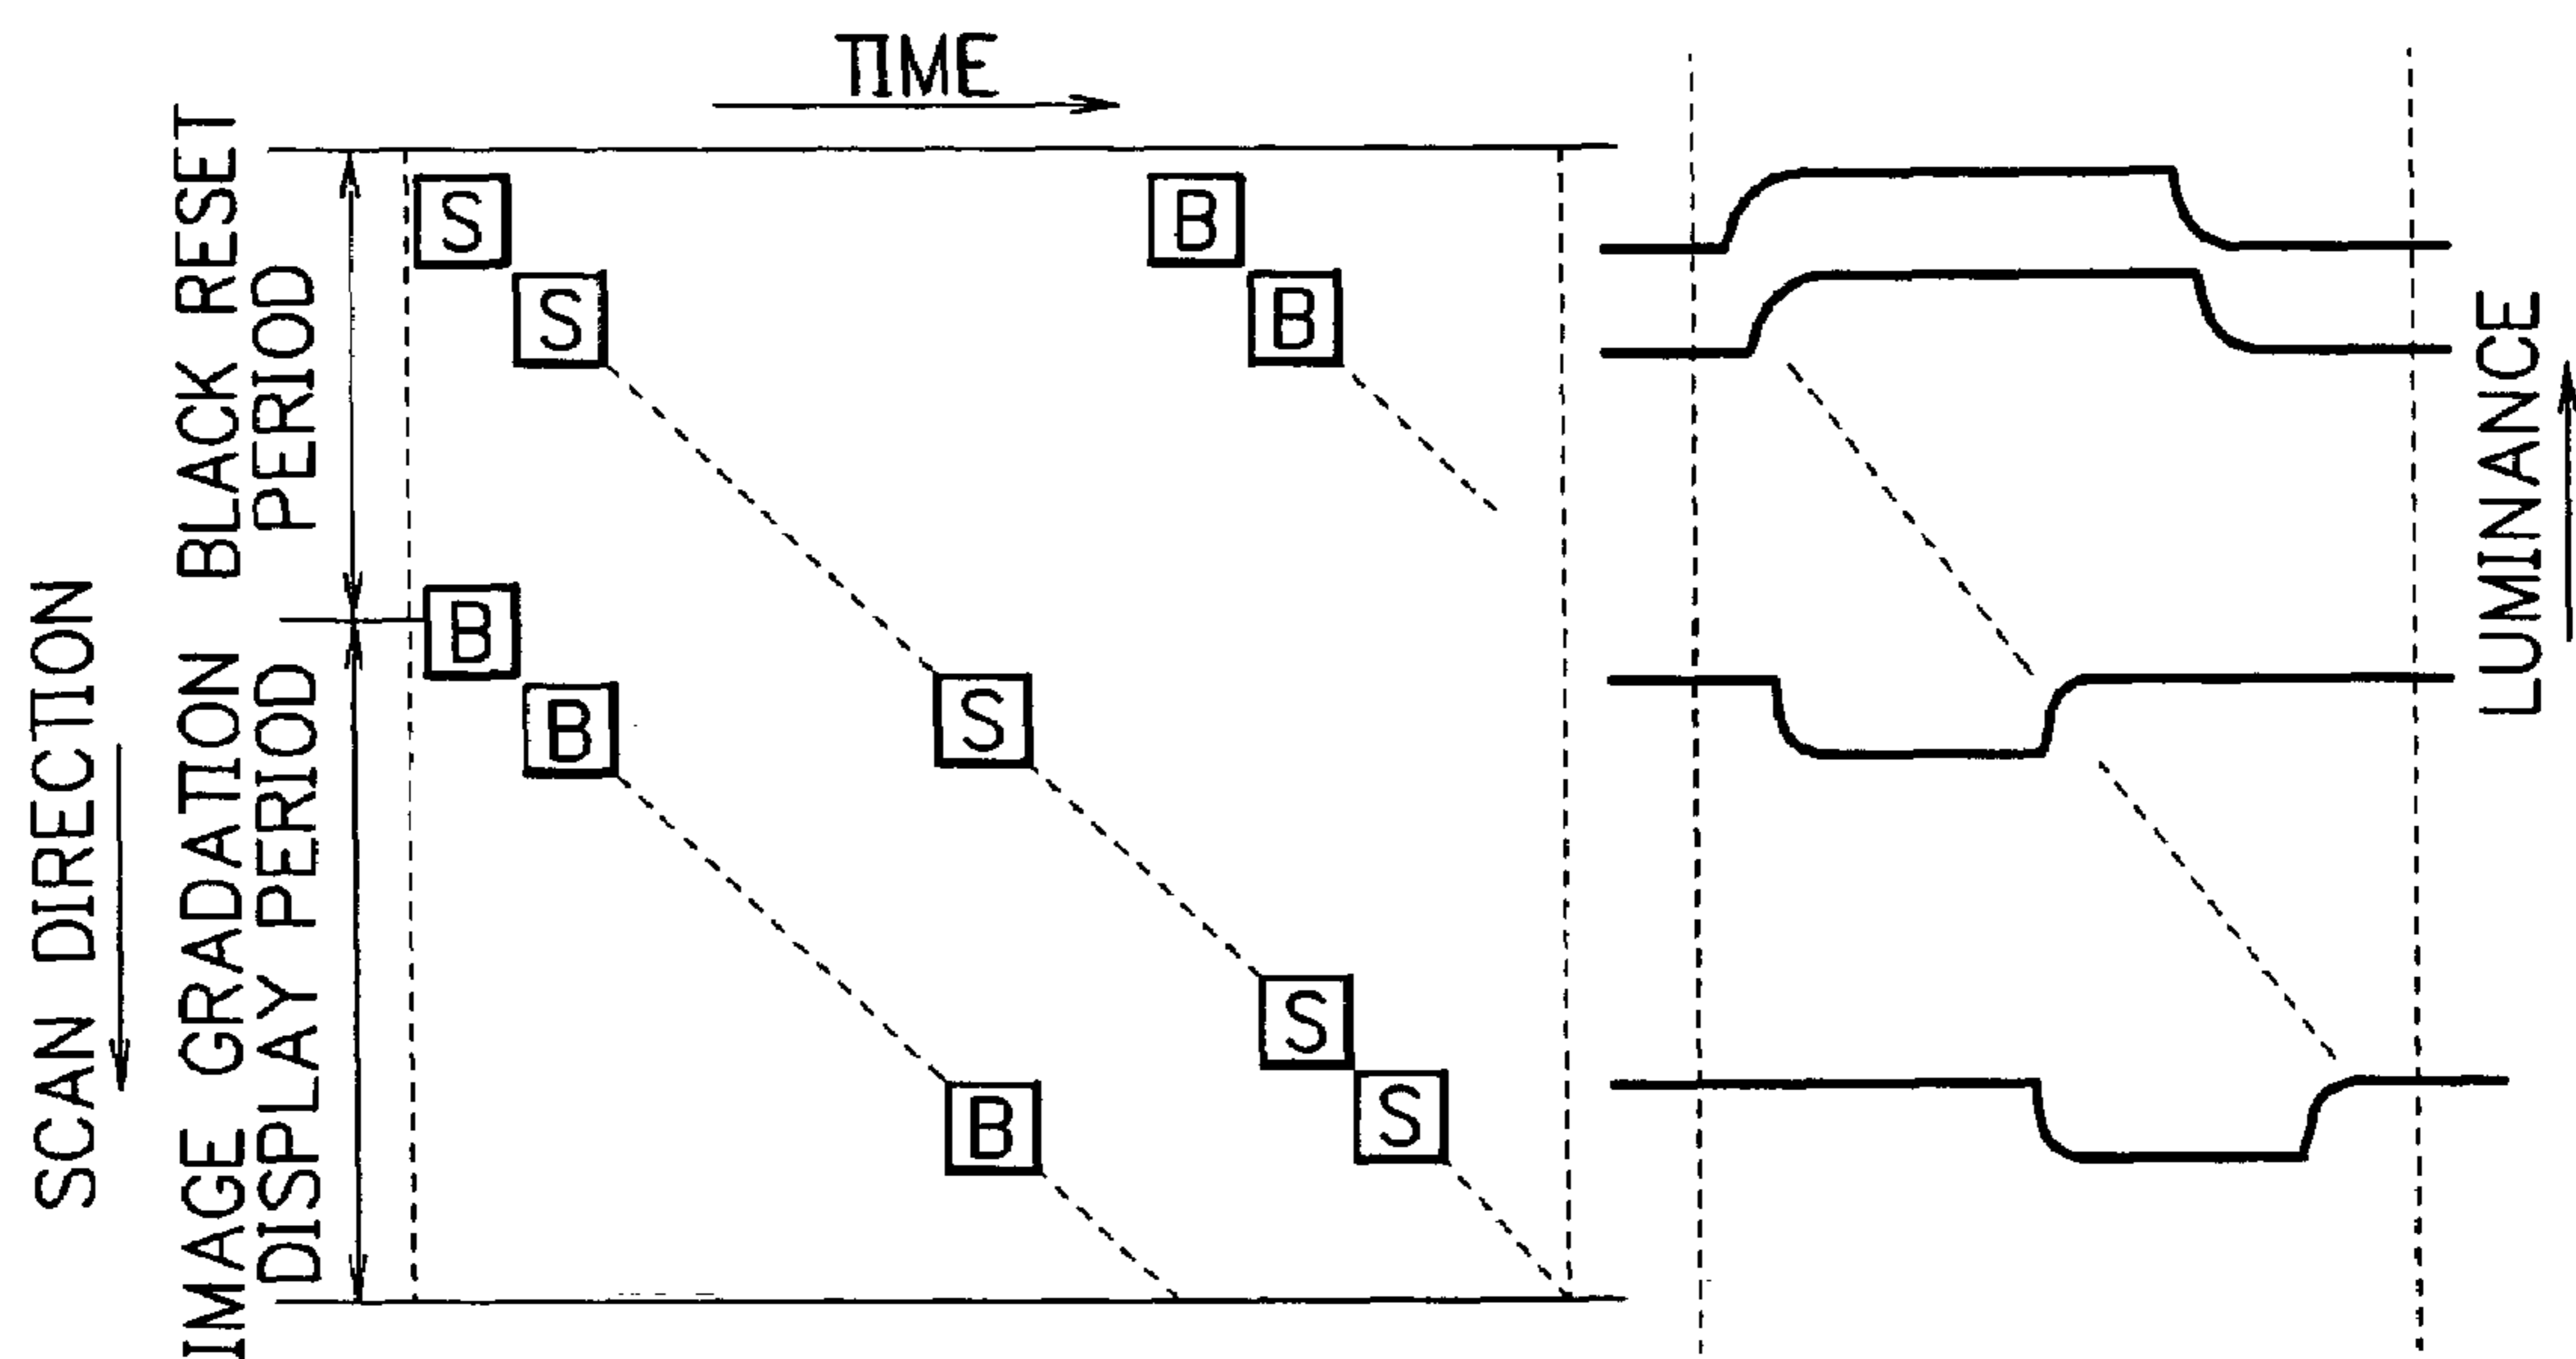 TIME
BLACK RESET
PERIOD
IMAGE GRADATION
DISPLAY PERIOD
SCAN DIRECTION
S
B
S
B
B
B
S
S
S
B
LUMINANCE